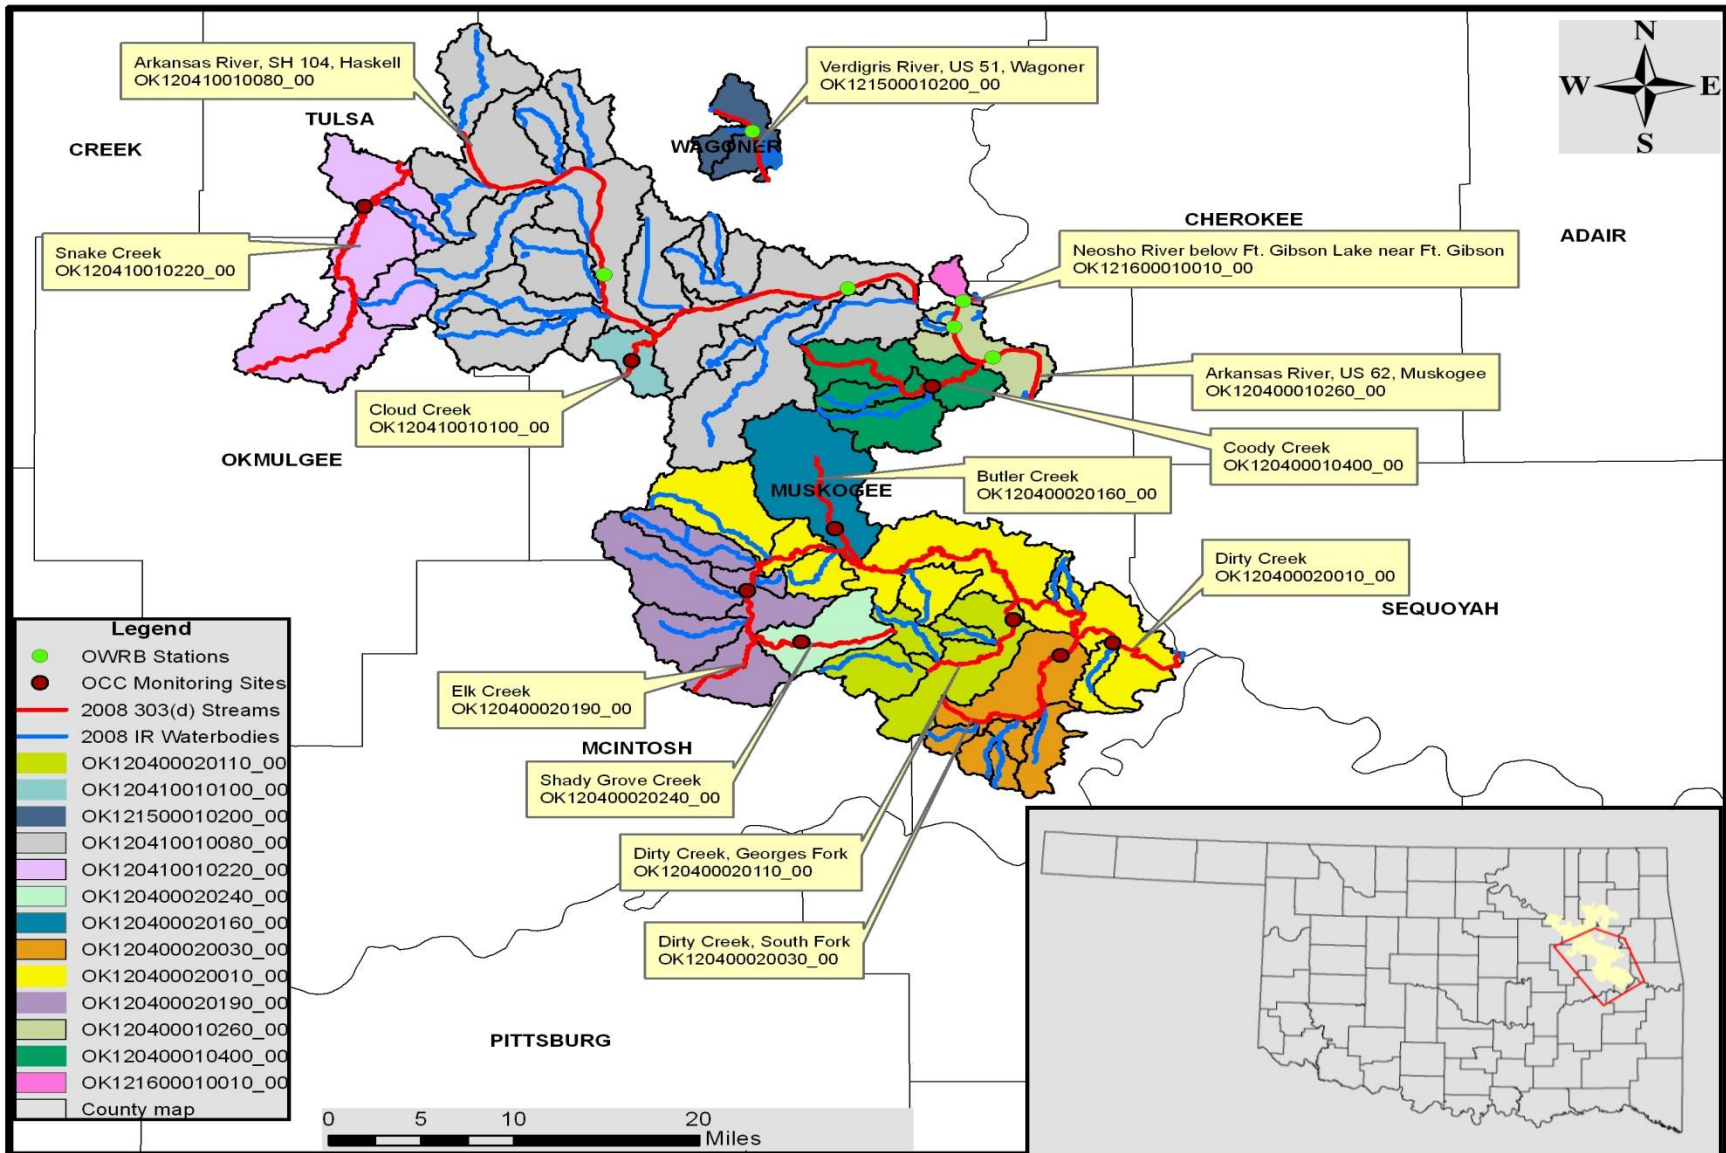 Arkansas River, SH 104, Haskell
OK120410010080_00
Verdigris River, US 51, Wagoner
OK121500010200_00
N
W
E
S
TULSA
CREEK
WAGONER
CHEROKEE
ADAIR
Snake Creek
OK120410010220_00
Neosho River below Ft. Gibson Lake near Ft. Gibson
OK121600010010_00
Arkansas River, US 62, Muskogee
OK120400010260_00
Cloud Creek
OK120410010100_00
Coody Creek
OK120400010400_00
OKMULGEE
Butler Creek
OK120400020160_00
MUSKOGEE
Dirty Creek
OK120400020010_00
SEQUOYAH
Elk Creek
OK120400020190_00
MCINTOSH
Shady Grove Creek
OK120400020240_00
Dirty Creek, Georges Fork
OK120400020110_00
Dirty Creek, South Fork
OK120400020030_00
PITTSBURG
Legend
OWRB Stations
OCC Monitoring Sites
2008 303(d) Streams
2008 IR Waterbodies
OK120400020110_00
OK120410010100_00
OK121500010200_00
OK120410010080_00
OK120410010220_00
OK120400020240_00
OK120400020160_00
OK120400020030_00
OK120400020010_00
OK120400020190_00
OK120400010260_00
OK120400010400_00
OK121600010010_00
County map
0 5 10 20
Miles